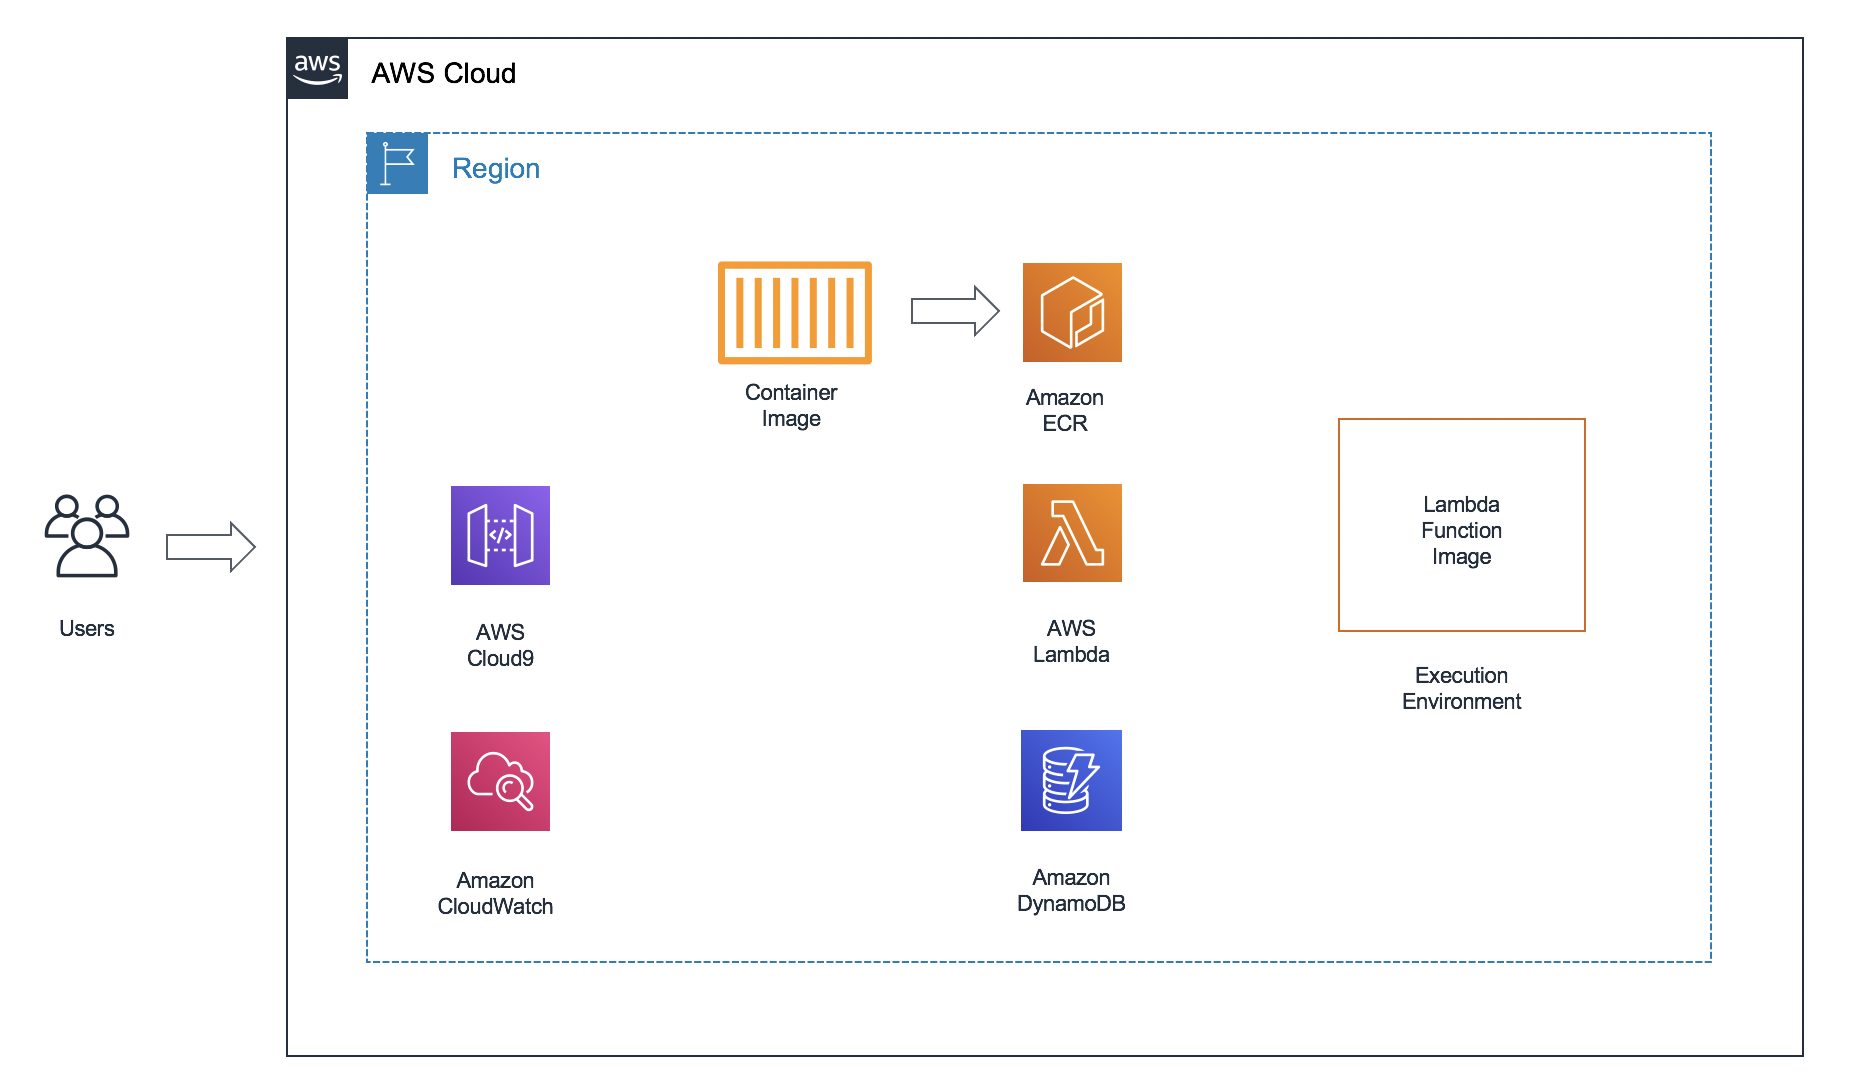 aws
AWS Cloud
Region
Container
Image
Amazon
ECR
Lambda
Function
Image
</>
Users
AWS
Cloud9
AWS
Lambda
Execution
Environment
Amazon
CloudWatch
Amazon
DynamoDB